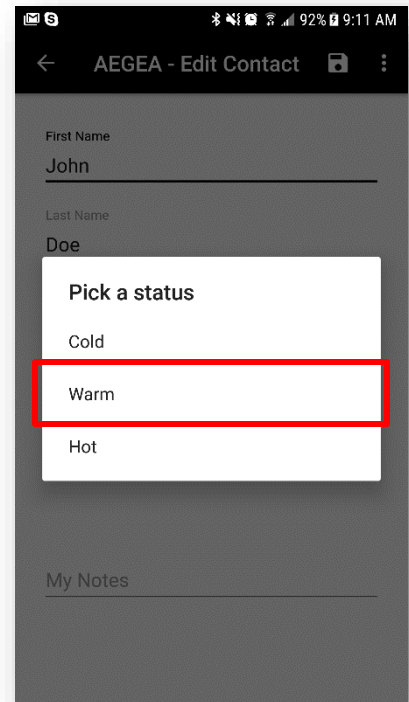 92% 9:11 AM
AEGEA - Edit Contact
First Name
John
Last Name
Doe
Pick a status
Cold
Warm
Hot
My Notes